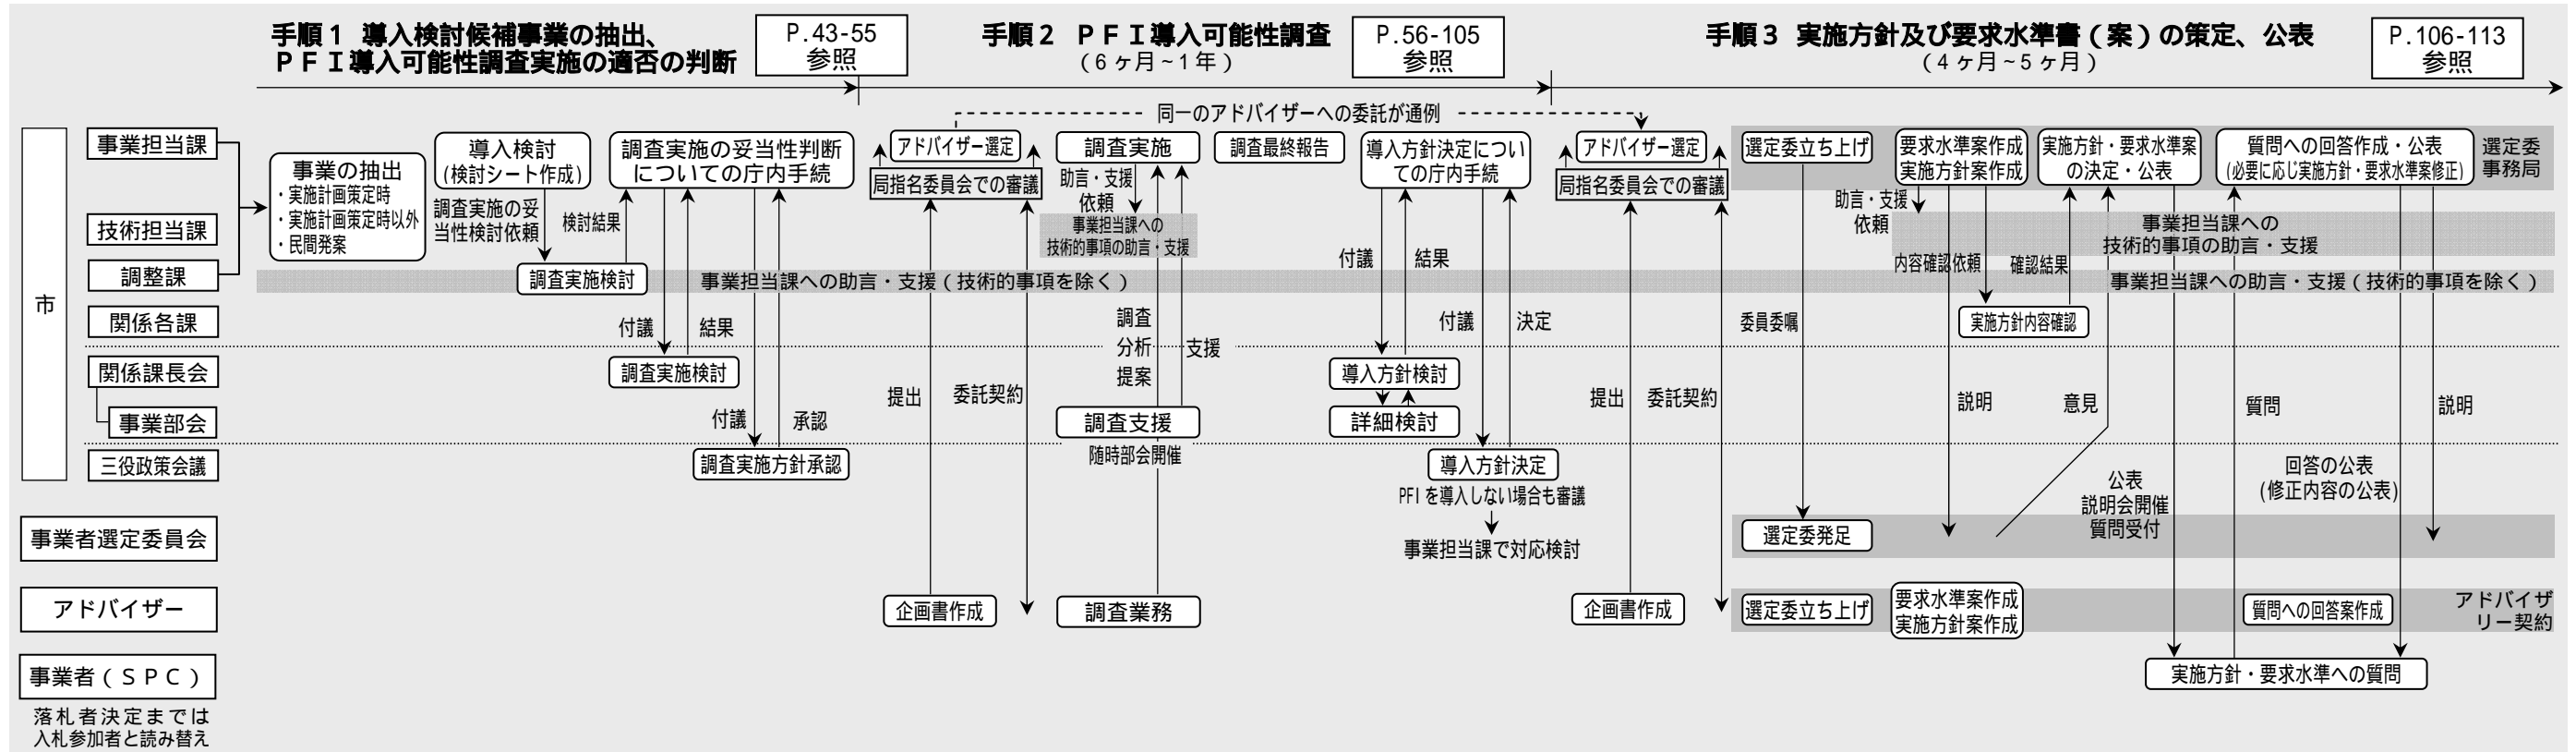 手順１ 導入検討候補事業の抽出、
ＰＦＩ導入可能性調査実施の適否の判断
P.43-55
参照
手順２ ＰＦＩ導入可能性調査
（6ヶ月~1年）
P.56-105
参照
手順３ 実施方針及び要求水準書（案）の策定、公表
（4ヶ月~5ヶ月）
P.106-113
参照
同一のアドバイザーへの委託が通例
市
事業担当課
技術担当課
調整課
関係各課
関係課長会
事業部会
三役政策会議
事業者選定委員会
アドバイザー
事業者（ＳＰＣ）
落札者決定までは
入札参加者と読み替え
事業の抽出
・実施計画策定時
・実施計画策定時以外
・民間発案
導入検討
(検討シート作成)
調査実施の妥
当性検討依頼
検討結果
調査実施検討
調査実施の妥当性判断
についての庁内手続
付議
結果
調査実施検討
付議
承認
調査実施方針承認
事業担当課への助言・支援（技術的事項を除く）
アドバイザー選定
局指名委員会での審議
提出
委託契約
企画書作成
調査実施
助言・支援
依頼
事業担当課への
技術的事項の助言・支援
調査
分析
提案
支援
調査支援
随時部会開催
調査業務
調査最終報告
導入方針決定につい
ての庁内手続
付議
結果
導入方針検討
詳細検討
付議
決定
導入方針決定
PFIを導入しない場合も審議
事業担当課で対応検討
アドバイザー選定
局指名委員会での審議
提出
委託契約
企画書作成
選定委立ち上げ
委員委嘱
選定委発足
選定委立ち上げ
要求水準案作成
実施方針案作成
助言・支援
依頼
内容確認依頼
確認結果
実施方針内容確認
説明
意見
要求水準案作成
実施方針案作成
実施方針・要求水準案
の決定・公表
事業担当課への
技術的事項の助言・支援
事業担当課への助言・支援（技術的事項を除く）
公表
説明会開催
質問受付
質問への回答作成・公表
(必要に応じ実施方針・要求水準案修正)
選定委
事務局
質問
説明
回答の公表
(修正内容の公表)
質問への回答案作成
アドバイザ
リー契約
実施方針・要求水準への質問